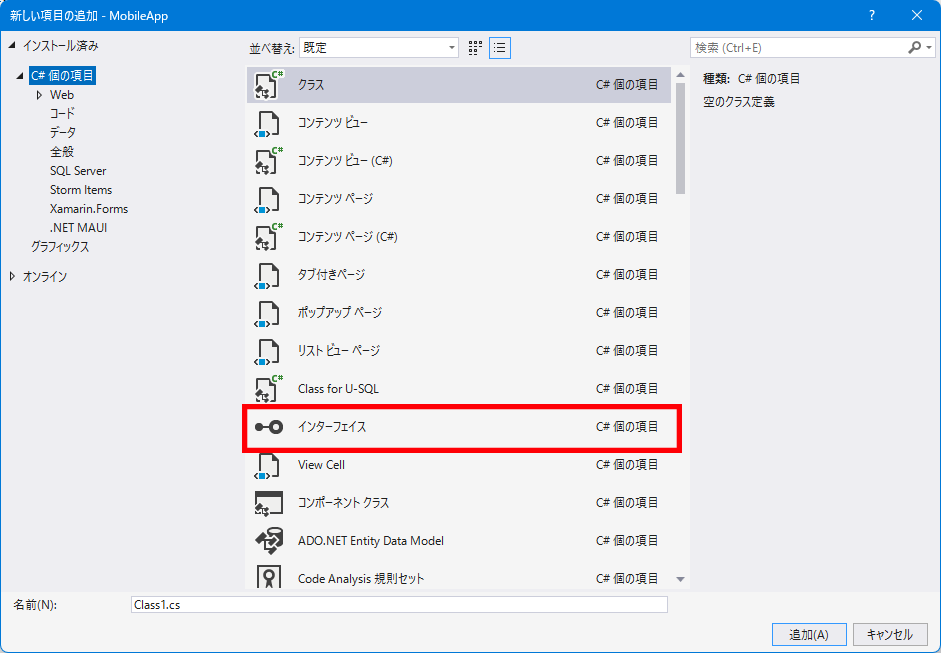 新しい項目の追加 - MobileApp
?
インストール済み
C# 個の項目
Web
コード
データ
全般
SQL Server
Storm Items
Xamarin.Forms
.NET MAUI
グラフィックス
オンライン
並べ替え: 既定
クラス C# 個の項目
コンテンツ ビュー C# 個の項目
コンテンツ ビュー (C#) C# 個の項目
コンテンツ ページ C# 個の項目
コンテンツ ページ (C#) C# 個の項目
タブ付きページ C# 個の項目
ポップアップ ページ C# 個の項目
リスト ビュー ページ C# 個の項目
Class for U-SQL C# 個の項目
インターフェイス C# 個の項目
View Cell C# 個の項目
コンポーネント クラス C# 個の項目
ADO.NET Entity Data Model C# 個の項目
Code Analysis 規則セット C# 個の項目
検索 (Ctrl+E)
種類: C# 個の項目
空のクラス定義
名前(N): Class1.cs
追加(A) キャンセル